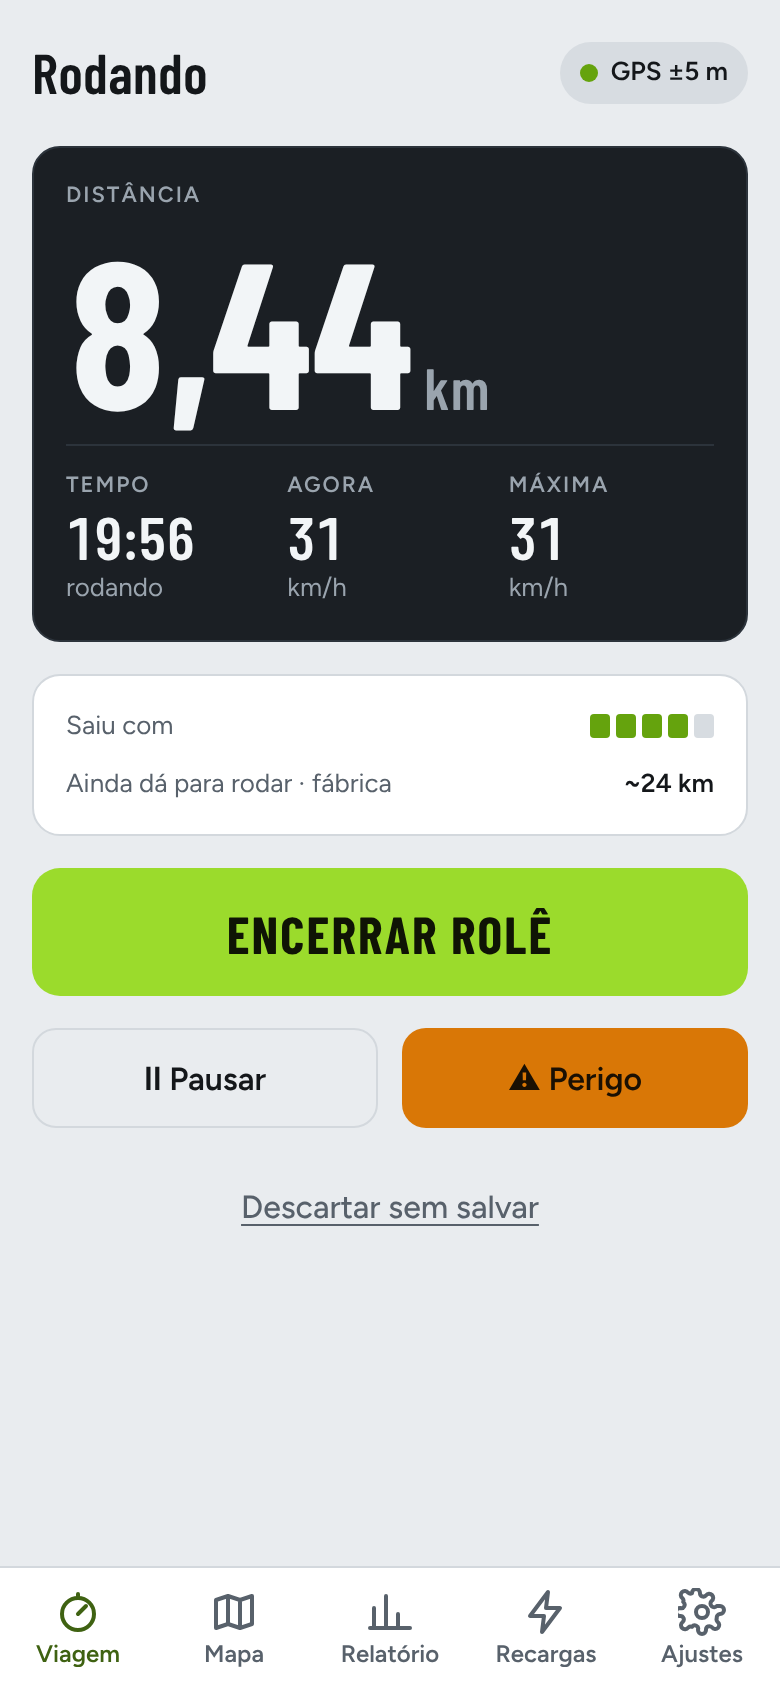 Rodando
GPS ±5 m
DISTÂNCIA
8,44 km
TEMPO
19:56
rodando
AGORA
31
km/h
MÁXIMA
31
km/h
Saiu com
Ainda dá para rodar · fábrica
~24 km
ENCERRAR ROLÊ
Pausar
Perigo
Descartar sem salvar
Viagem
Mapa
Relatório
Recargas
Ajustes